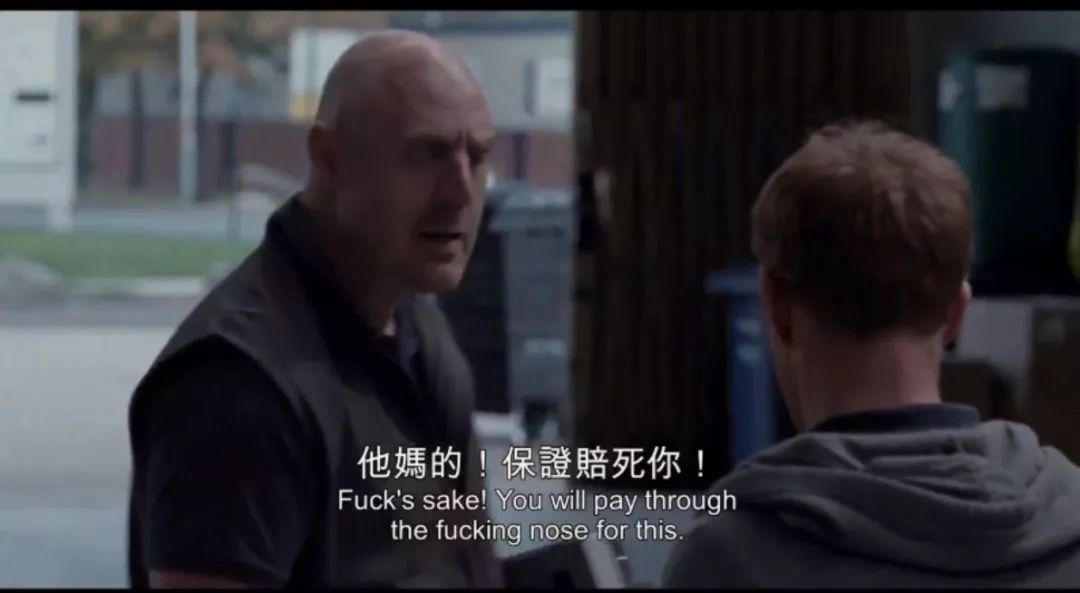 他媽的！保證賠死你！
Fuck's sake! You will pay through
the fucking nose for this.